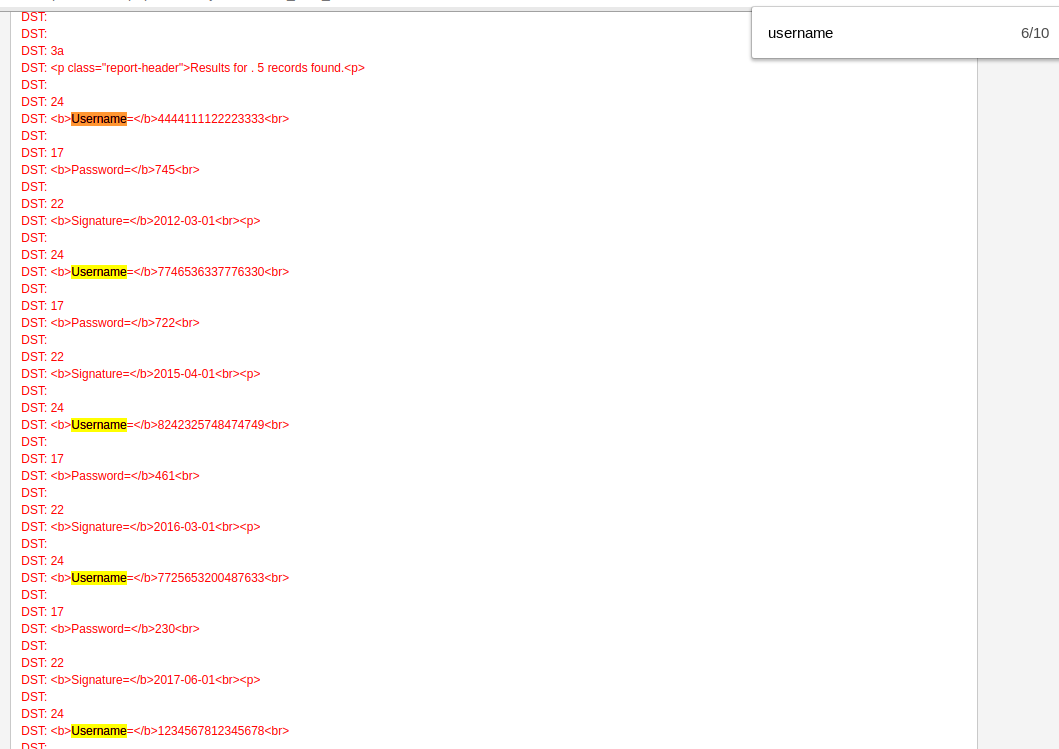 DST:
DST:
DST: 3a
DST: <p class="report-header">Results for . 5 records found.<p>
DST:
DST: 24
DST: <b>Username=</b>4444111122223333<br>
DST:
DST: 17
DST: <b>Password=</b>745<br>
DST:
DST: 22
DST: <b>Signature=</b>2012-03-01<br><p>
DST:
DST: 24
DST: <b>Username=</b>7746536337776330<br>
DST:
DST: 17
DST: <b>Password=</b>722<br>
DST:
DST: 22
DST: <b>Signature=</b>2015-04-01<br><p>
DST:
DST: 24
DST: <b>Username=</b>8242325748474749<br>
DST:
DST: 17
DST: <b>Password=</b>461<br>
DST:
DST: 22
DST: <b>Signature=</b>2016-03-01<br><p>
DST:
DST: 24
DST: <b>Username=</b>7725653200487633<br>
DST:
DST: 17
DST: <b>Password=</b>230<br>
DST:
DST: 22
DST: <b>Signature=</b>2017-06-01<br><p>
DST:
DST: 24
DST: <b>Username=</b>1234567812345678<br>
DST:
username 6/10